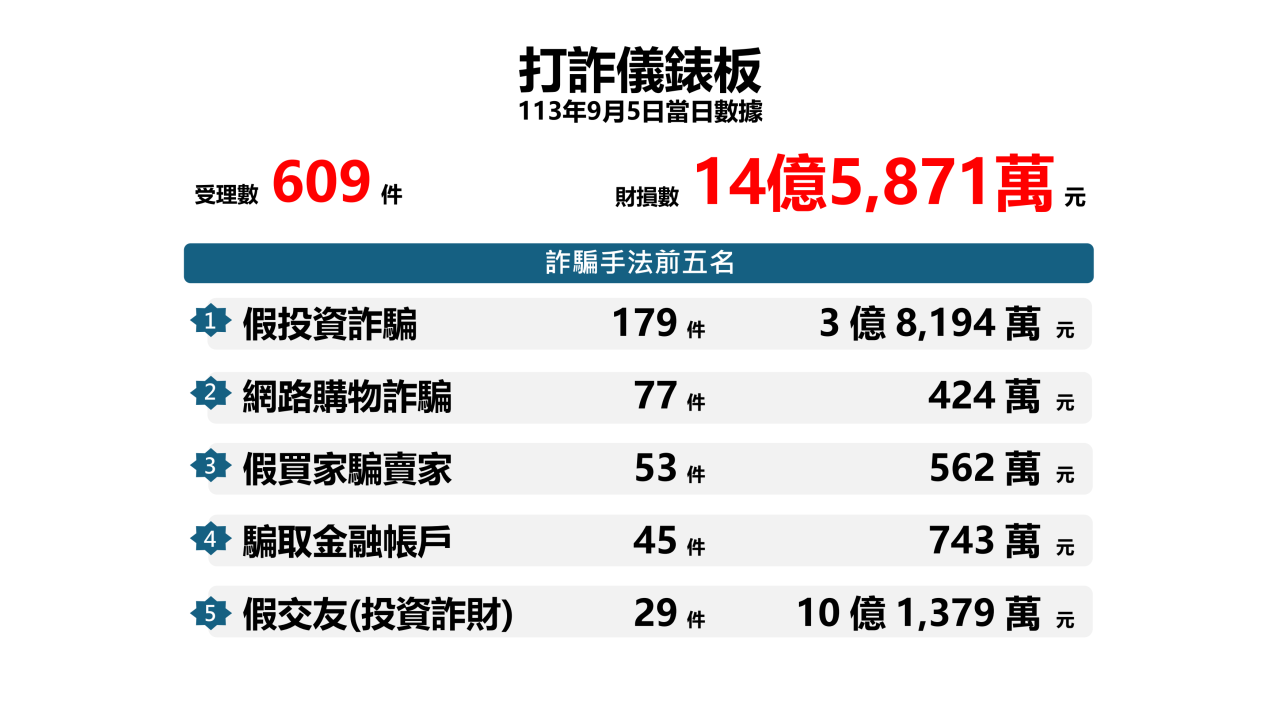 打詐儀錶板
113年9月5日當日數據
受理數 609 件 財損數 14億5,871萬 元
詐騙手法前五名
1 假投資詐騙 179 件 3 億 8,194 萬 元
2 網路購物詐騙 77 件 424 萬 元
3 假買家騙賣家 53 件 562 萬 元
4 騙取金融帳戶 45 件 743 萬 元
5 假交友(投資詐財) 29 件 10 億 1,379 萬 元